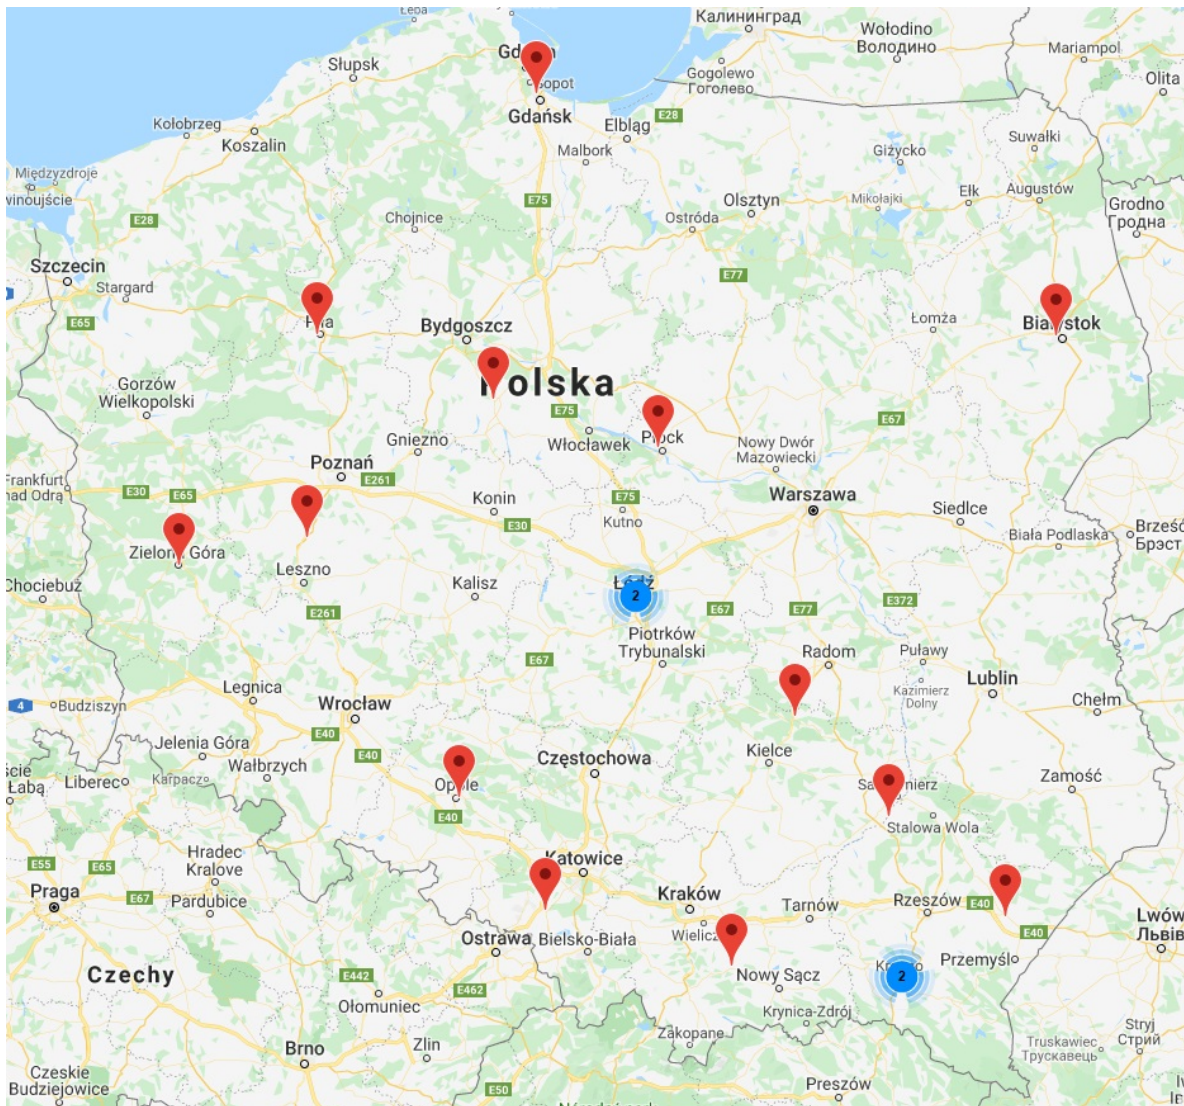 Łeba
Калининград
Wołodino
Володино
Mariampol
Słupsk
Sopot
Gogolewo
Гоголево
Olita
Gdańsk
E28
Kołobrzeg
Koszalin
Elbląg
Malbork
Giżycko
Suwałki
Międzyzdroje
Ełk
Augustów
Mikołajki
Olsztyn
Grodno
Гродна
E28
Chojnice
E75
Ostróda
Szczecin
Stargard
E77
E65
Bydgoszcz
Łomża
Gorzów
Wielkopolski
E75
Włocławek
E67
Gniezno
Nowy Dwór
Mazowiecki
Poznań
E261
Frankfurt
nad Odrą
E30
E65
Konin
E75
Warszawa
Kutno
E30
Siedlce
Biała Podlaska
Brześć
Брэст
Leszno
Chociebuż
Kalisz
E261
E67
E77
E372
2
Piotrków
Trybunalski
Radom
Puławy
E67
Kazimierz
Dolny
Lublin
Chełm
Legnica
Wrocław
4
Budziszyn
E40
E40
Jelenia Góra
Częstochowa
Kielce
Wałbrzych
Karpacz
Liberec
Zamość
E40
Stalowa Wola
Hradec
Kralove
E55
E65
Katowice
Praga
E67
Pardubice
Kraków
Tarnów
Rzeszów
E40
E40
Lwów
Львів
Ostrawa
Bielsko-Biała
Przemyśl
Czechy
E442
E462
Nowy Sącz
2
Ołomuniec
Krynica-Zdrój
Zakopane
Stryj
Стрий
Truskawiec
Трускавець
Brno
Zlin
Czeskie
Budziejowice
E50
Preszów